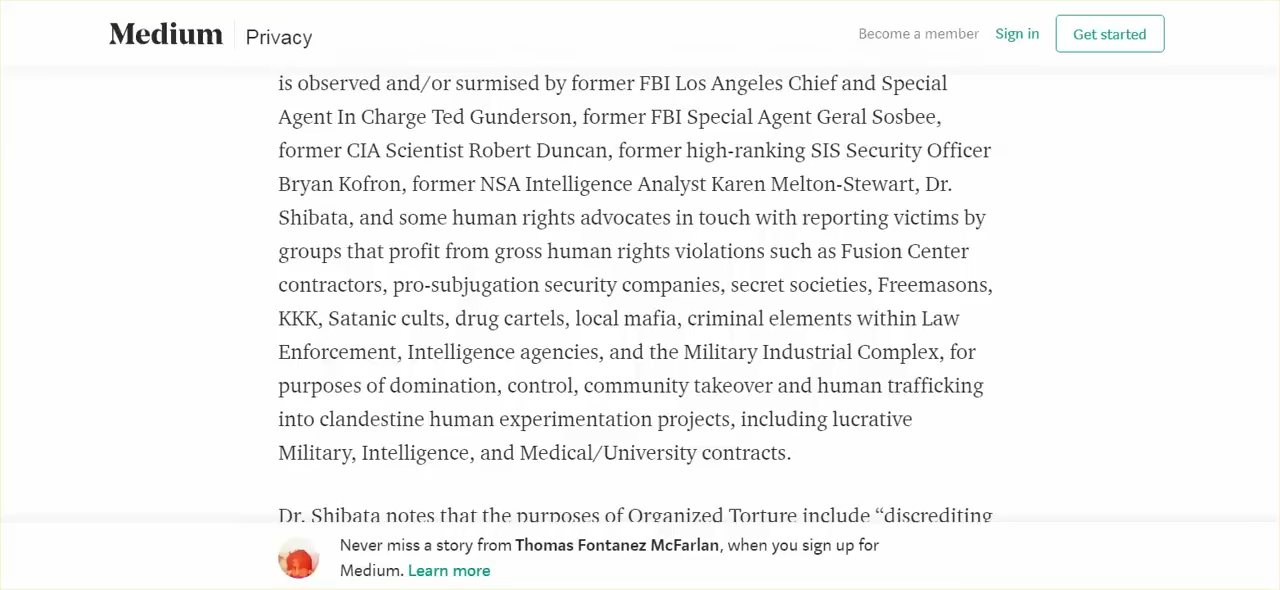 Medium
Privacy
Become a member
Sign in
Get started
is observed and/or surmised by former FBI Los Angeles Chief and Special
Agent In Charge Ted Gunderson, former FBI Special Agent Geral Sosbee,
former CIA Scientist Robert Duncan, former high-ranking SIS Security Officer
Bryan Kofron, former NSA Intelligence Analyst Karen Melton-Stewart, Dr.
Shibata, and some human rights advocates in touch with reporting victims by
groups that profit from gross human rights violations such as Fusion Center
contractors, pro-subjugation security companies, secret societies, Freemasons,
KKK, Satanic cults, drug cartels, local mafia, criminal elements within Law
Enforcement, Intelligence agencies, and the Military Industrial Complex, for
purposes of domination, control, community takeover and human trafficking
into clandestine human experimentation projects, including lucrative
Military, Intelligence, and Medical/University contracts.
Dr. Shibata notes that the purposes of Organized Torture include “discrediting
Never miss a story from Thomas Fontanez McFarlan, when you sign up for
Medium. Learn more